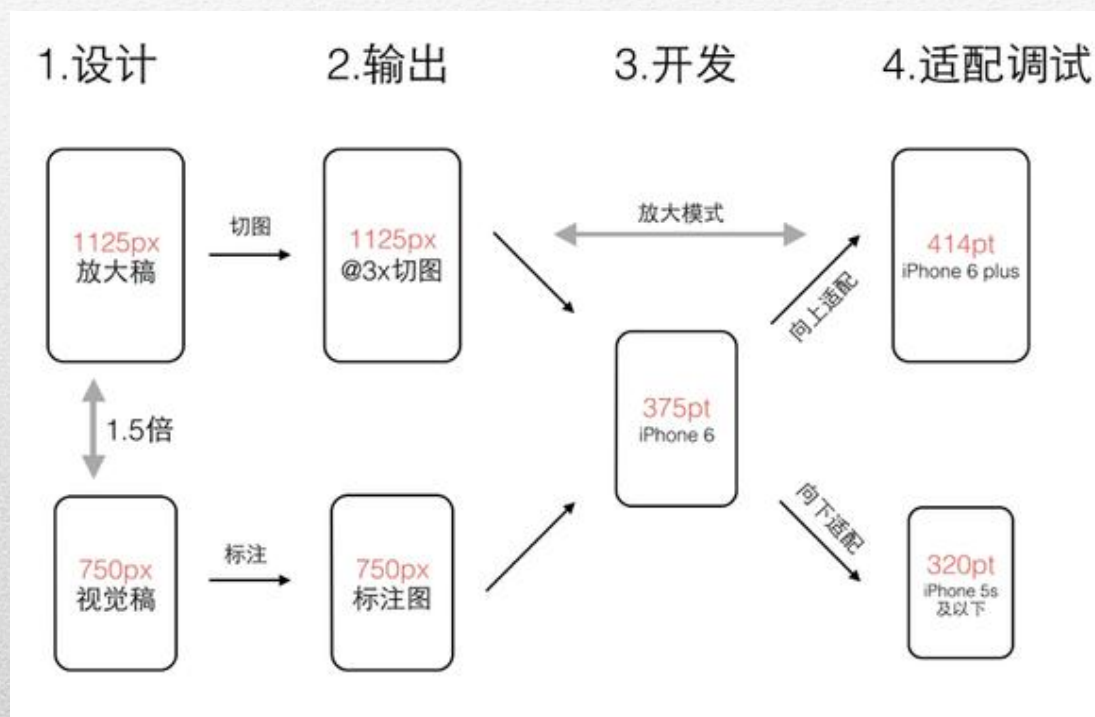 1.设计
2.输出
3.开发
4.适配调试
1125px
放大稿
切图
1125px
@3x切图
放大模式
向上适配
414pt
iPhone 6 plus
1.5倍
375pt
iPhone 6
750px
视觉稿
标注
750px
标注图
向下适配
320pt
iPhone 5s
及以下